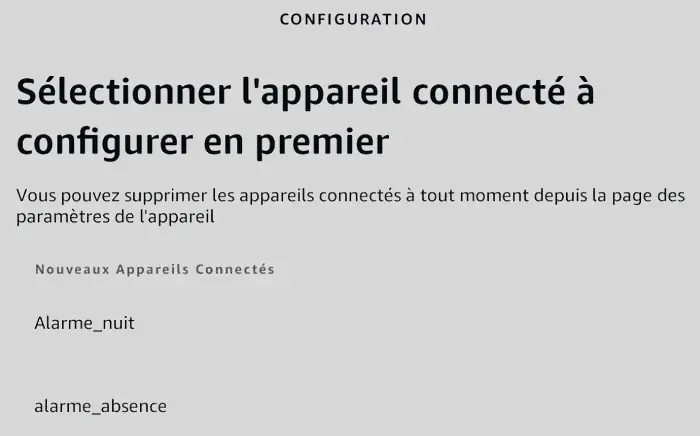 CONFIGURATION
Sélectionner l'appareil connecté à
configurer en premier
Vous pouvez supprimer les appareils connectés à tout moment depuis la page des
paramètres de l'appareil
Nouveaux Appareils Connectés
Alarme_nuit
alarme_absence